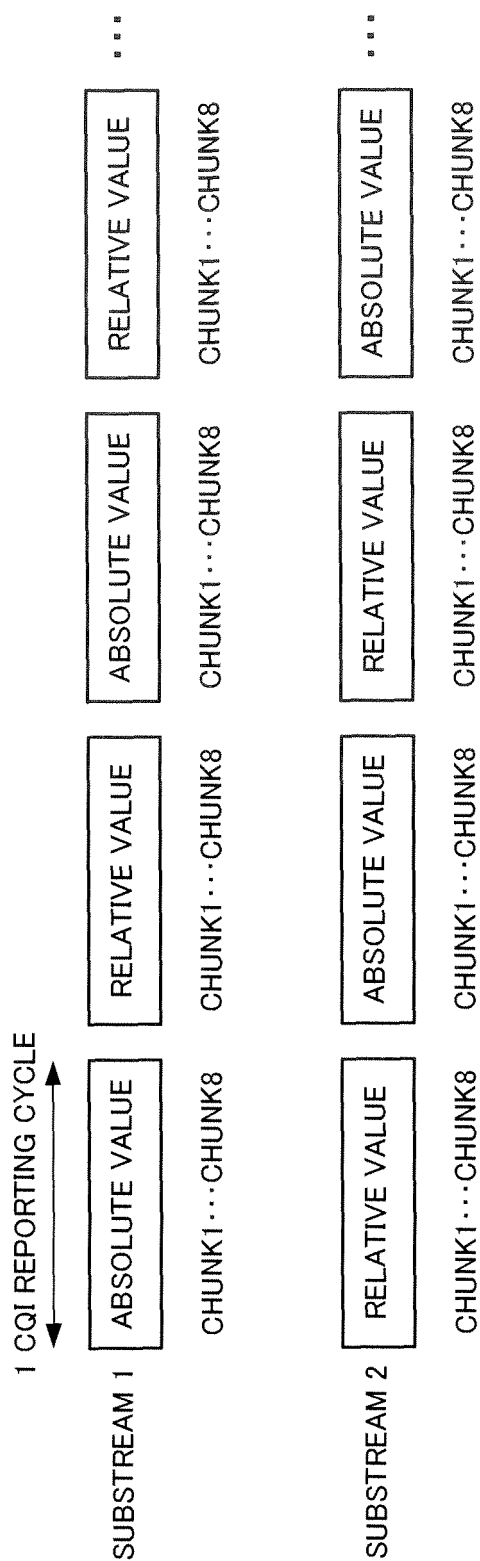 1 CQI REPORTING CYCLE
SUBSTREAM 1 ABSOLUTE VALUE RELATIVE VALUE ABSOLUTE VALUE RELATIVE VALUE ...
CHUNK1···CHUNK8 CHUNK1···CHUNK8 CHUNK1···CHUNK8 CHUNK1···CHUNK8
SUBSTREAM 2 RELATIVE VALUE ABSOLUTE VALUE RELATIVE VALUE ABSOLUTE VALUE ...
CHUNK1···CHUNK8 CHUNK1···CHUNK8 CHUNK1···CHUNK8 CHUNK1···CHUNK8